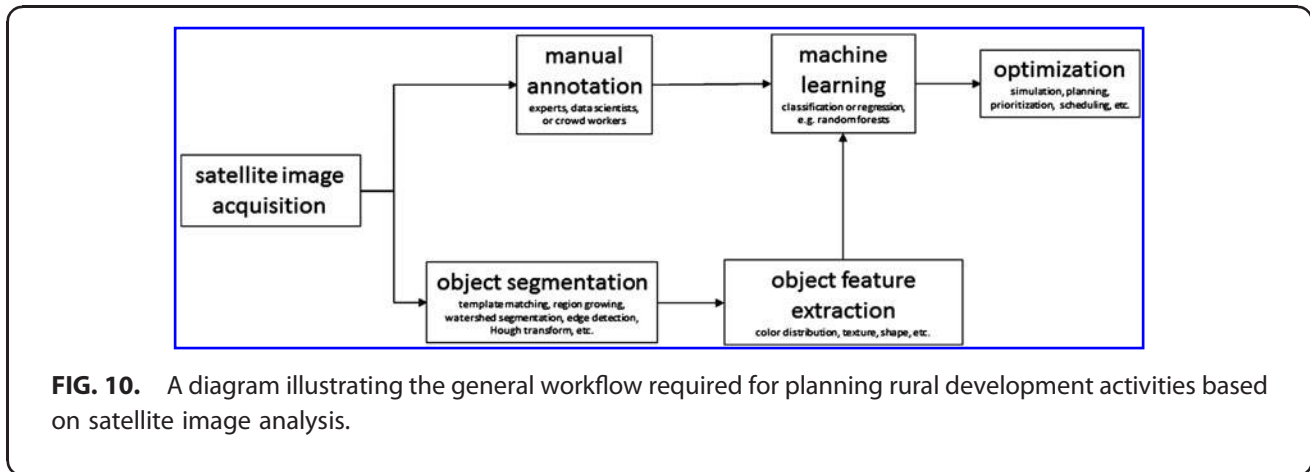 manual
annotation
experts, data scientists,
or crowd workers
machine
learning
classification or regression,
e.g. random forests
optimization
simulation, planning,
prioritization, scheduling, etc.
satellite image
acquisition
object segmentation
template matching, region growing,
watershed segmentation, edge detection,
Hough transform, etc.
object feature
extraction
color distribution, texture, shape, etc.
FIG. 10. A diagram illustrating the general workflow required for planning rural development activities based
on satellite image analysis.